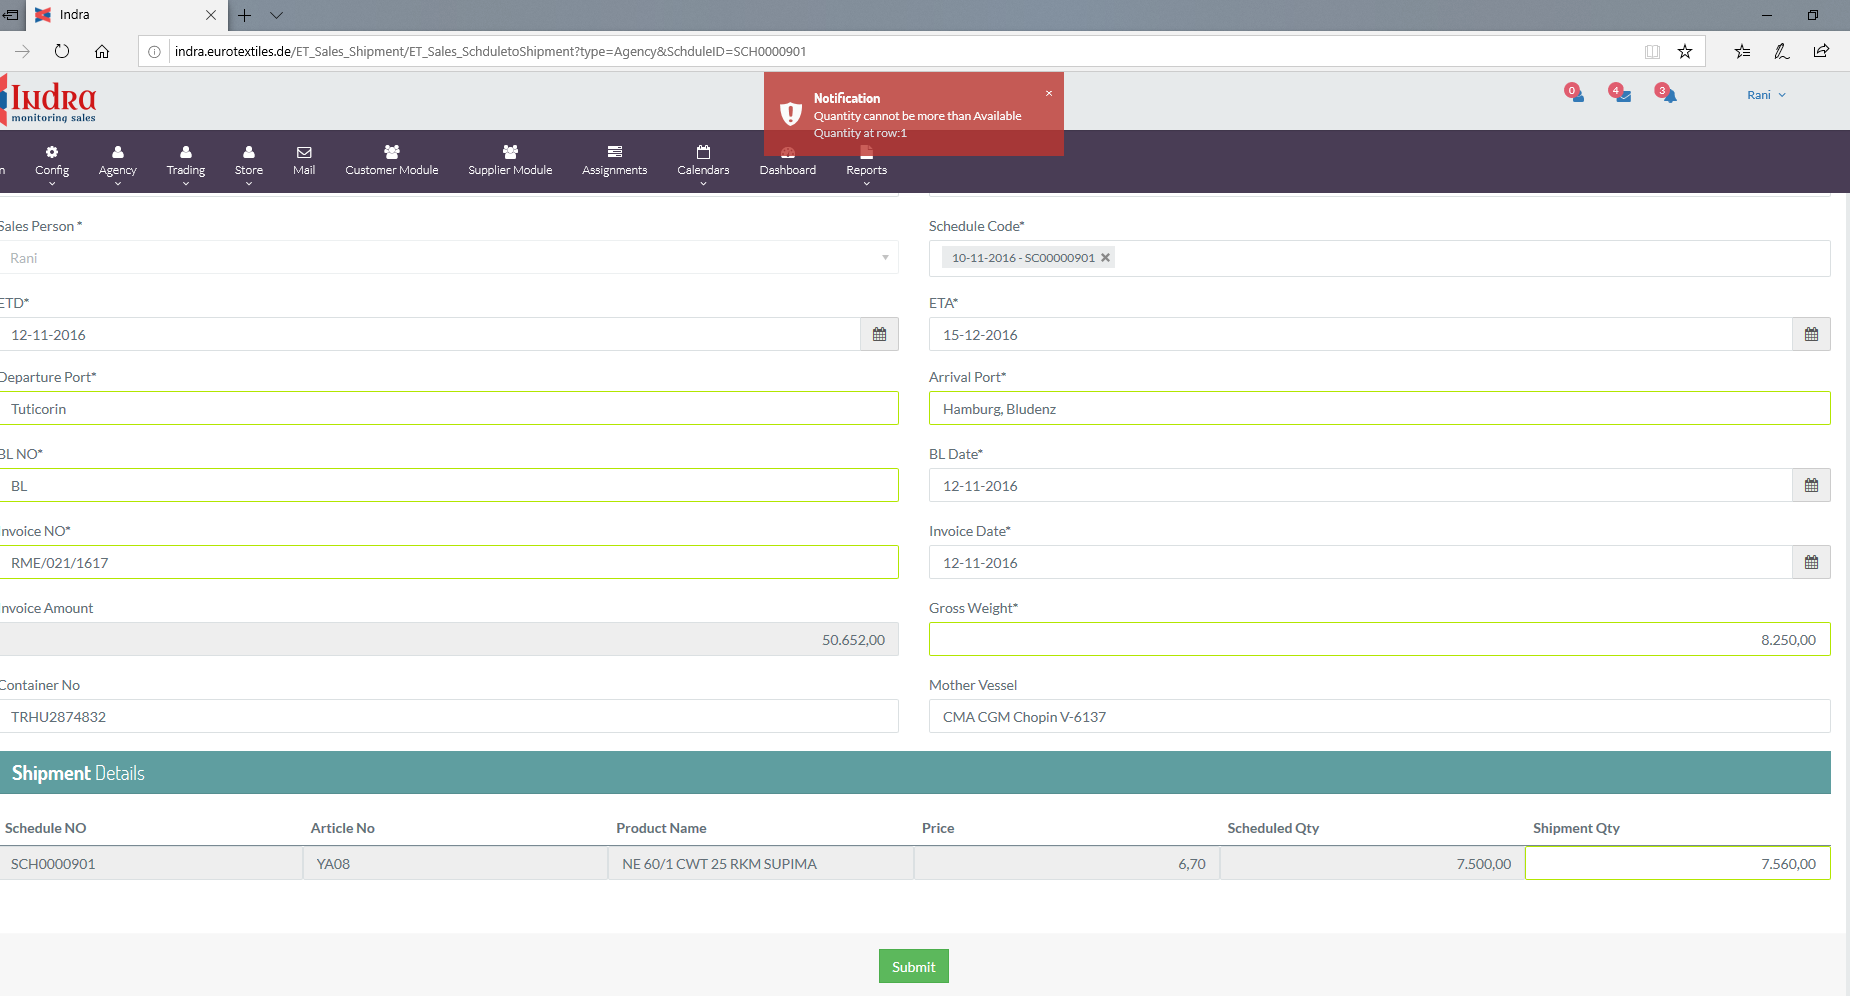 Indra
indra.eurotextiles.de/ET_Sales_Shipment/ET_Sales_SchduletoShipment?type=Agency&SchduleID=SCH0000901
Indra
monitoring sales
Notification
Quantity cannot be more than Available
Quantity at row:1
0
4
3
Rani
n
Config
Agency
Trading
Store
Mail
Customer Module
Supplier Module
Assignments
Calendars
Dashboard
Reports
Sales Person *
Schedule Code*
Rani
10-11-2016 - SC00000901
ETD*
ETA*
12-11-2016
15-12-2016
Departure Port*
Arrival Port*
Tuticorin
Hamburg, Bludenz
BL NO*
BL Date*
BL
12-11-2016
Invoice NO*
Invoice Date*
RME/021/1617
12-11-2016
Invoice Amount
Gross Weight*
50.652,00
8.250,00
Container No
Mother Vessel
TRHU2874832
CMA CGM Chopin V-6137
Shipment Details
Schedule NO
Article No
Product Name
Price
Scheduled Qty
Shipment Qty
SCH0000901
YA08
NE 60/1 CWT 25 RKM SUPIMA
6,70
7.500,00
7.560,00
Submit